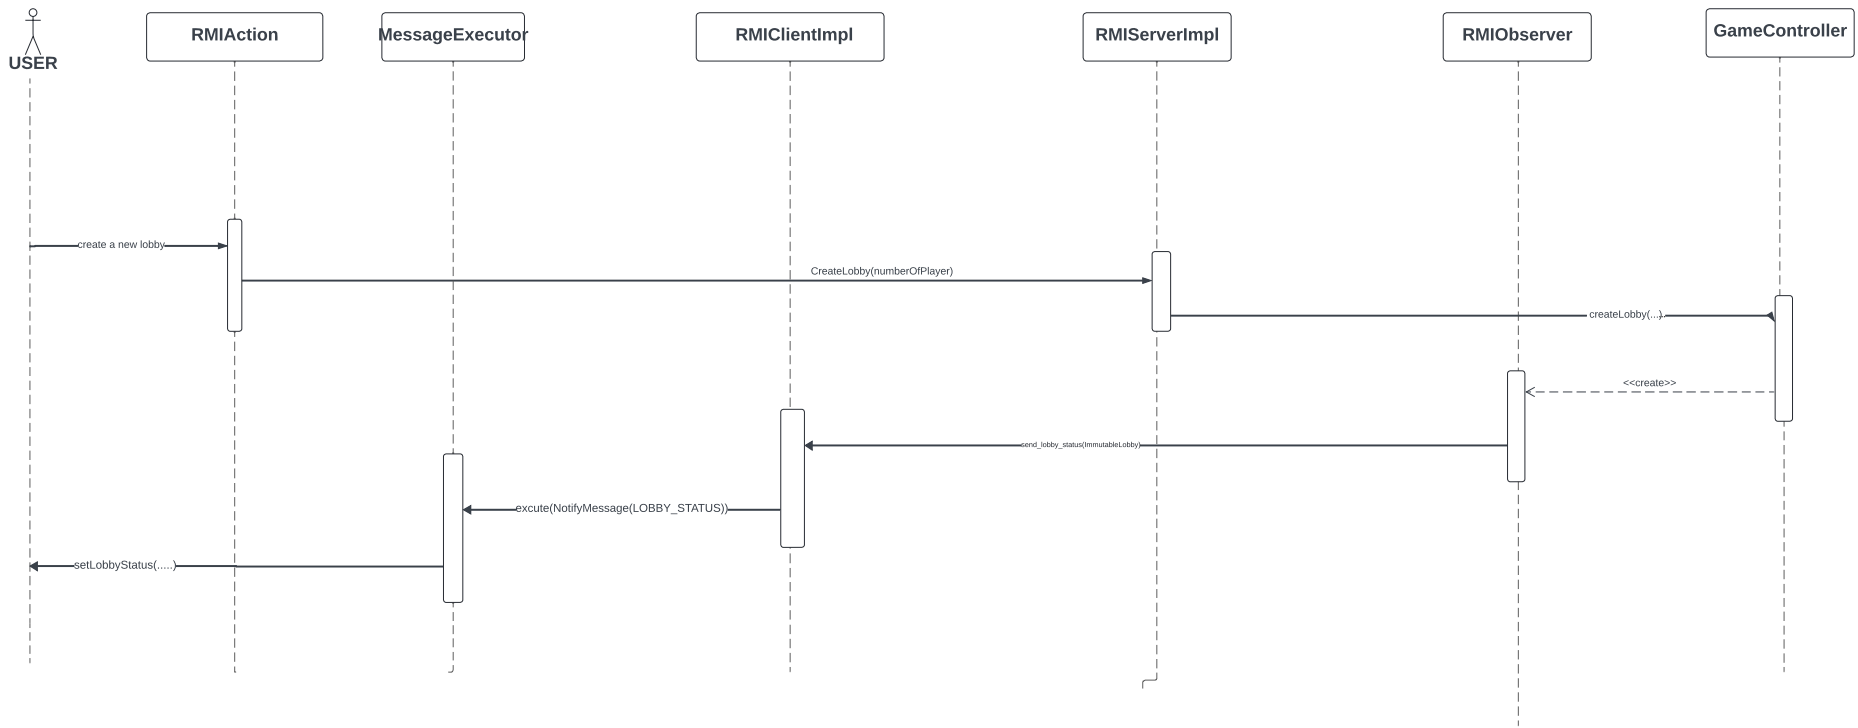 USER
RMIAction
MessageExecutor
RMIClientImpl
RMIServerImpl
RMIObserver
GameController
create a new lobby
CreateLobby(numberOfPlayer)
createLobby(...)..
<<create>>
send_lobby_status(ImmutableLobby)
excute(NotifyMessage(LOBBY_STATUS))
setLobbyStatus(.....)